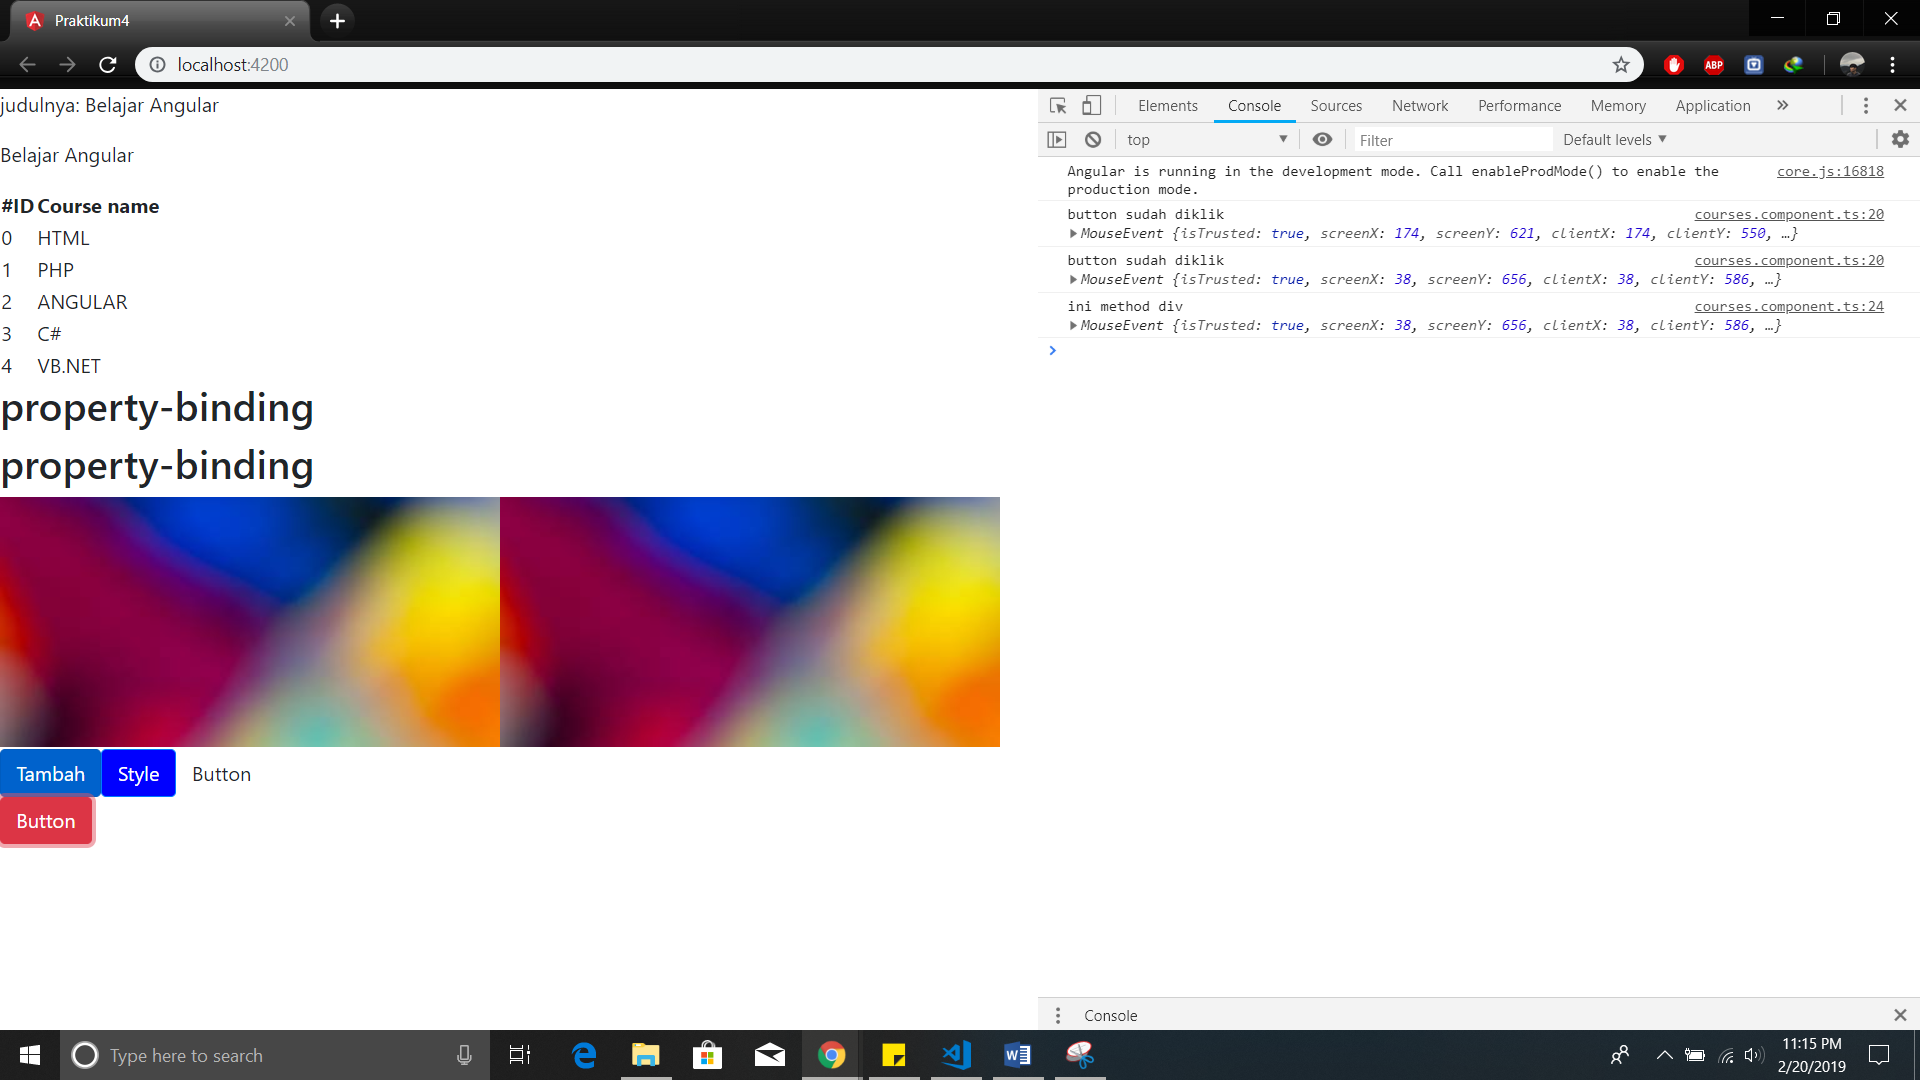 Praktikum4
localhost:4200
ABP
judulnya: Belajar Angular
Belajar Angular
#ID Course name
0 HTML
1 PHP
2 ANGULAR
3 C#
4 VB.NET
property-binding
property-binding
Tambah Style Button
Button
Elements Console Sources Network Performance Memory Application »
top Filter Default levels
Angular is running in the development mode. Call enableProdMode() to enable the core.js:16818
production mode.
button sudah diklik courses.component.ts:20
MouseEvent {isTrusted: true, screenX: 174, screenY: 621, clientX: 174, clientY: 550, …}
button sudah diklik courses.component.ts:20
MouseEvent {isTrusted: true, screenX: 38, screenY: 656, clientX: 38, clientY: 586, …}
ini method div courses.component.ts:24
MouseEvent {isTrusted: true, screenX: 38, screenY: 656, clientX: 38, clientY: 586, …}
Console
Type here to search
11:15 PM
2/20/2019